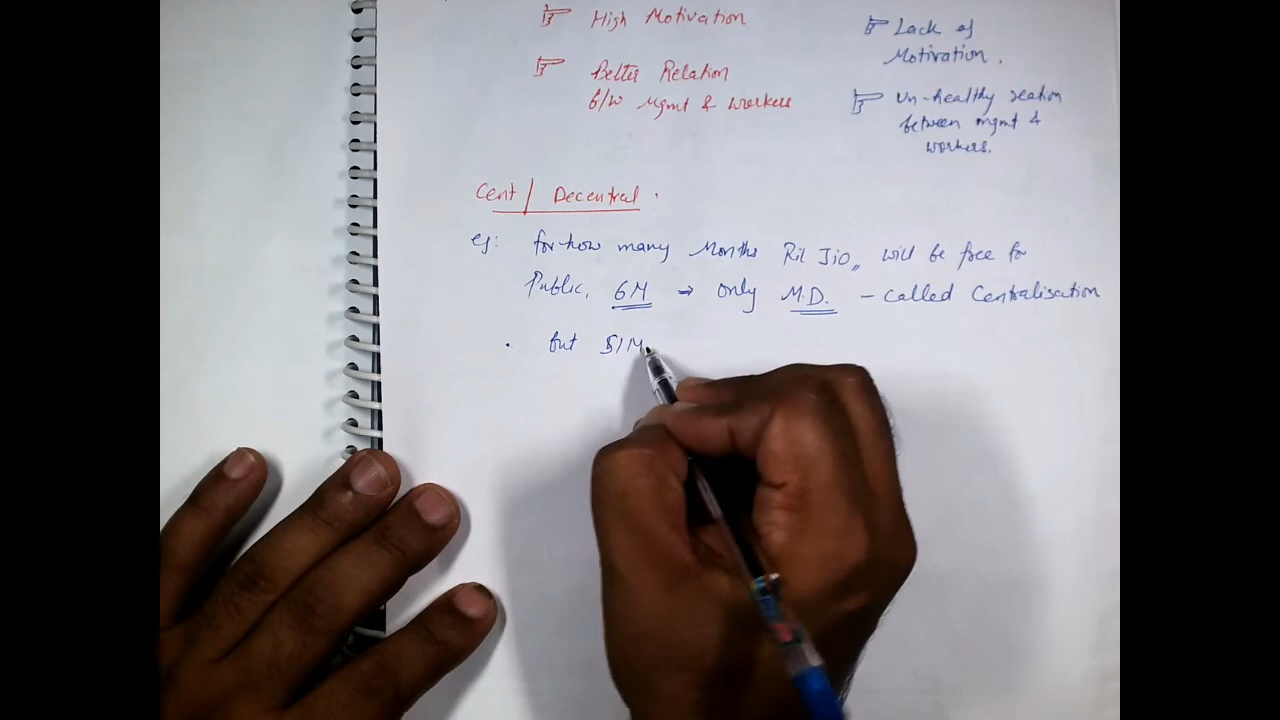 High Motivation
Better Relation
b/w Mgmt & workers
Lack of
Motivation.
Un-healthy reation
between mgmt &
workers.
Cent / Decentral.
eg: for how many Months Ril Jio,, will be free for
Public, 6M → only M.D. - called Centralisation
. but SIM